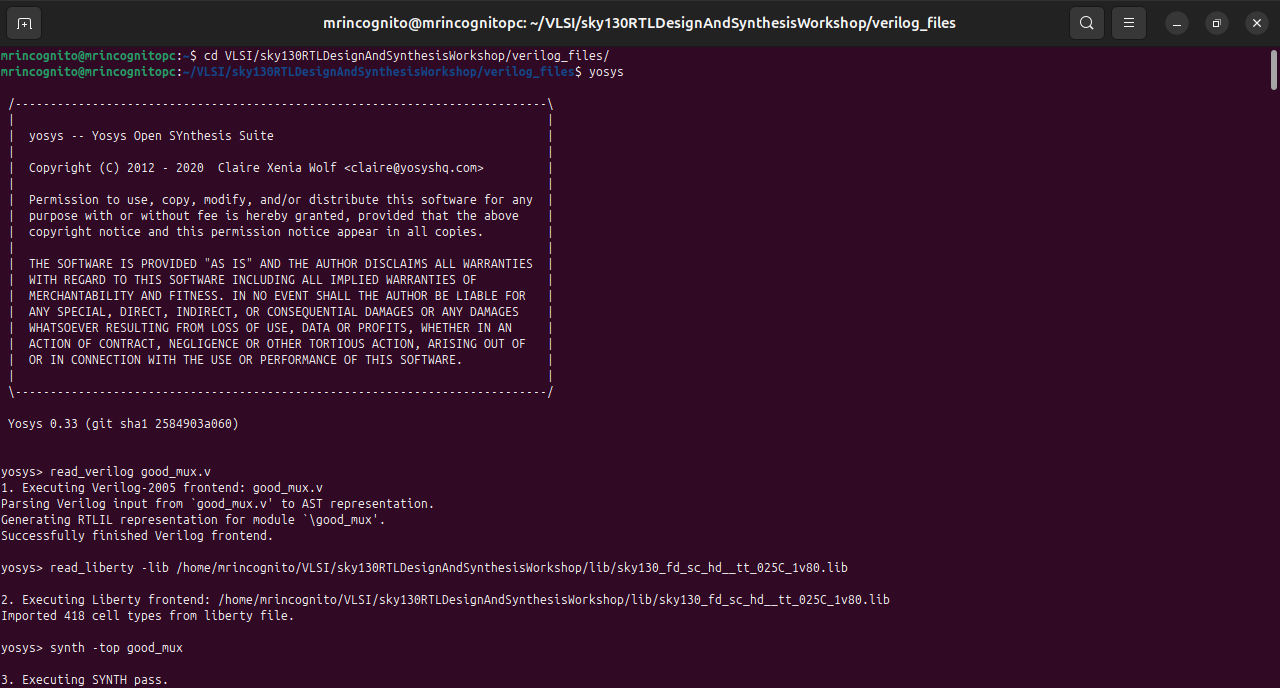 mrincognito@mrincognitopc: ~/VLSI/sky130RTLDesignAndSynthesisWorkshop/verilog_files
mrincognito@mrincognitopc:~$ cd VLSI/sky130RTLDesignAndSynthesisWorkshop/verilog_files/
mrincognito@mrincognitopc:~/VLSI/sky130RTLDesignAndSynthesisWorkshop/verilog_files$ yosys
/----------------------------------------------------------------------------\
|                                                                            |
|  yosys -- Yosys Open SYnthesis Suite                                       |
|                                                                            |
|  Copyright (C) 2012 - 2020  Claire Xenia Wolf <claire@yosyshq.com>         |
|                                                                            |
|  Permission to use, copy, modify, and/or distribute this software for any  |
|  purpose with or without fee is hereby granted, provided that the above    |
|  copyright notice and this permission notice appear in all copies.         |
|                                                                            |
|  THE SOFTWARE IS PROVIDED "AS IS" AND THE AUTHOR DISCLAIMS ALL WARRANTIES  |
|  WITH REGARD TO THIS SOFTWARE INCLUDING ALL IMPLIED WARRANTIES OF          |
|  MERCHANTABILITY AND FITNESS. IN NO EVENT SHALL THE AUTHOR BE LIABLE FOR   |
|  ANY SPECIAL, DIRECT, INDIRECT, OR CONSEQUENTIAL DAMAGES OR ANY DAMAGES    |
|  WHATSOEVER RESULTING FROM LOSS OF USE, DATA OR PROFITS, WHETHER IN AN     |
|  ACTION OF CONTRACT, NEGLIGENCE OR OTHER TORTIOUS ACTION, ARISING OUT OF   |
|  OR IN CONNECTION WITH THE USE OR PERFORMANCE OF THIS SOFTWARE.            |
|                                                                            |
\----------------------------------------------------------------------------/
Yosys 0.33 (git sha1 2584903a060)
yosys> read_verilog good_mux.v
1. Executing Verilog-2005 frontend: good_mux.v
Parsing Verilog input from `good_mux.v' to AST representation.
Generating RTLIL representation for module `\good_mux'.
Successfully finished Verilog frontend.
yosys> read_liberty -lib /home/mrincognito/VLSI/sky130RTLDesignAndSynthesisWorkshop/lib/sky130_fd_sc_hd__tt_025C_1v80.lib
2. Executing Liberty frontend: /home/mrincognito/VLSI/sky130RTLDesignAndSynthesisWorkshop/lib/sky130_fd_sc_hd__tt_025C_1v80.lib
Imported 418 cell types from liberty file.
yosys> synth -top good_mux
3. Executing SYNTH pass.